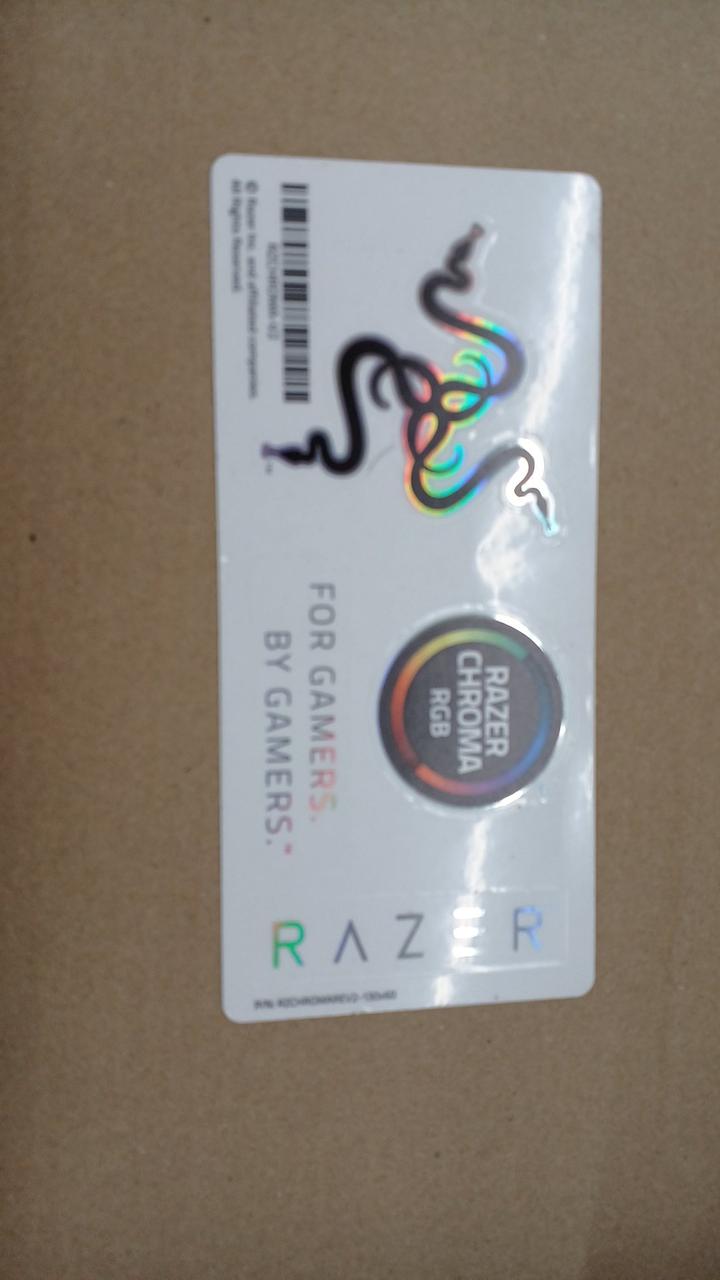 © Razer Inc. and affiliated companies.
All Rights Reserved.
RAZER
CHROMA
RGB
FOR GAMERS.
BY GAMERS.™
RAZER